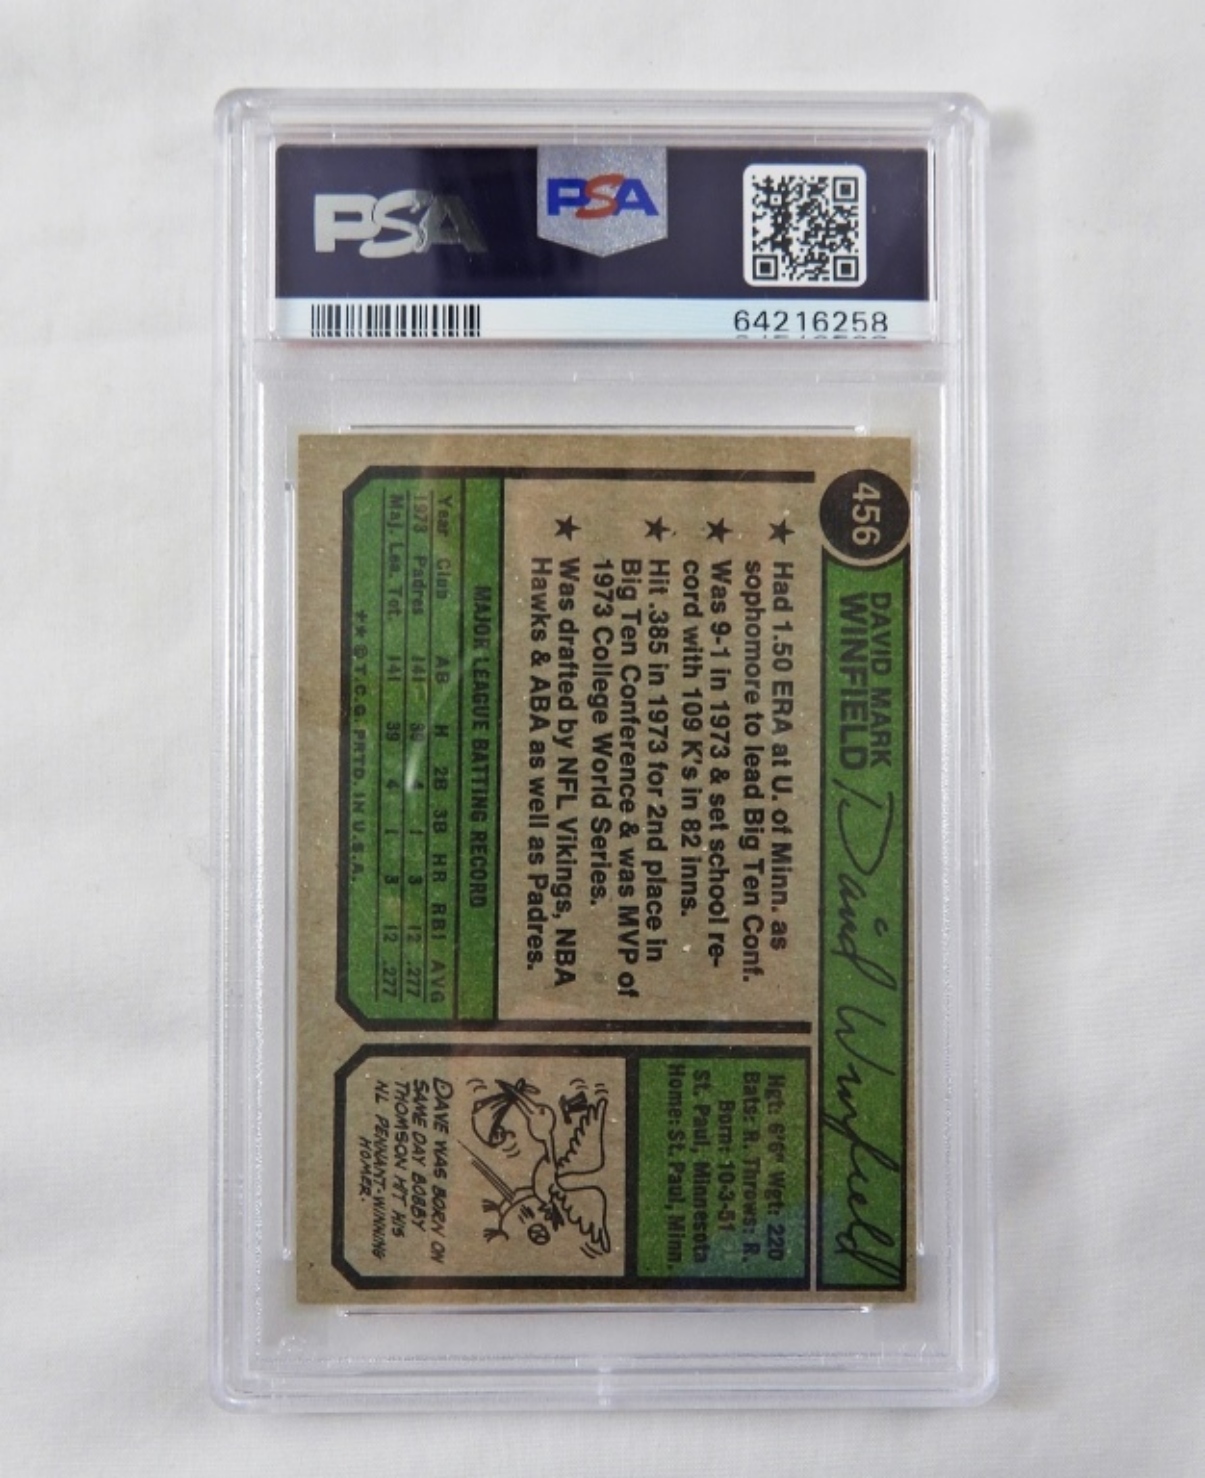 PSA
PSA
64216258
456
DAVID MARK
WINFIELD
David Winfield
★ Had 1.50 ERA at U. of Minn. as
sophomore to lead Big Ten Conf.
★ Was 9-1 in 1973 & set school re-
cord with 109 K's in 82 inns.
★ Hit .385 in 1973 for 2nd place in
Big Ten Conference & was MVP of
1973 College World Series.
★ Was drafted by NFL Vikings, NBA
Hawks & ABA as well as Padres.
MAJOR LEAGUE BATTING RECORD
Year Club AB H 2B 3B HR RBI AVG
1973 Padres 141 39 4 1 3 12 .277
Maj. Lea. Tot. 141 39 4 1 3 12 .277
** © T.C.G. PRTD. IN U.S.A.
Hgt: 6'6" Wgt: 220
Bats: R. Throws: R.
Born: 10-3-51
St. Paul, Minnesota
Home: St. Paul, Minn.
DAVE WAS BORN ON
SAME DAY BOBBY
THOMSON HIT HIS
NL PENNANT-WINNING
HOMER.